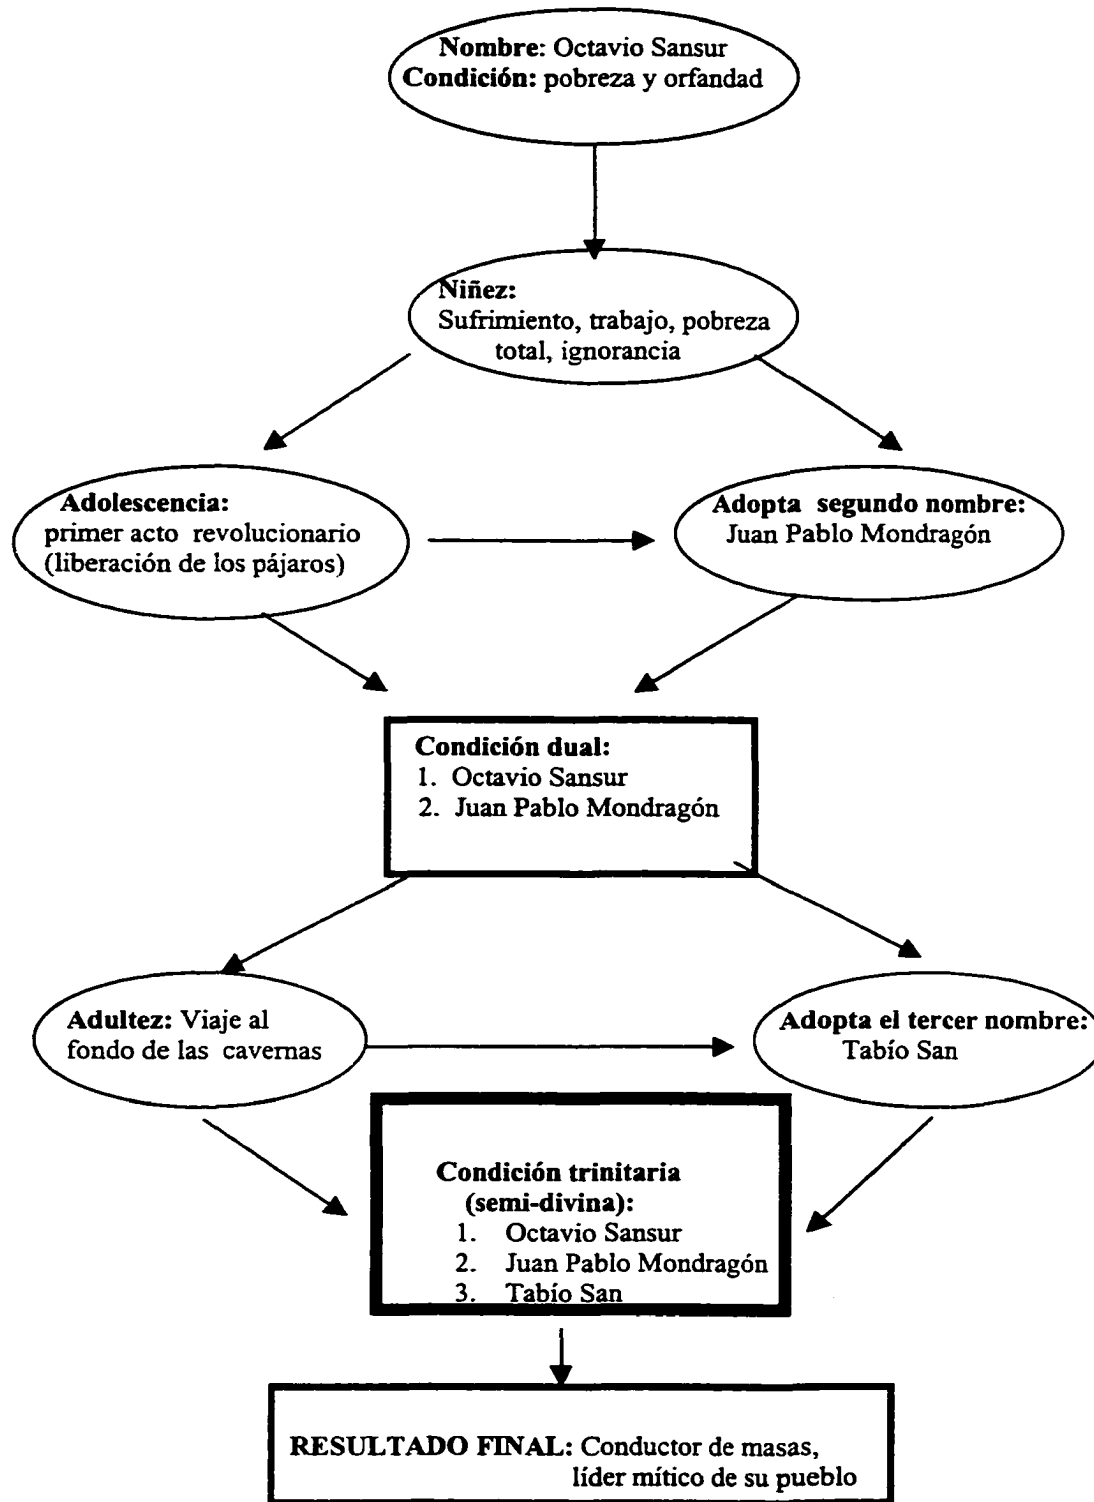 Nombre: Octavio Sansur
Condición: pobreza y orfandad
Niñez:
Sufrimiento, trabajo, pobreza
total, ignorancia
Adolescencia:
primer acto revolucionario
(liberación de los pájaros)
Adopta segundo nombre:
Juan Pablo Mondragón
Condición dual:
1. Octavio Sansur
2. Juan Pablo Mondragón
Adultez: Viaje al
fondo de las cavernas
Adopta el tercer nombre:
Tabío San
Condición trinitaria
(semi-divina):
1. Octavio Sansur
2. Juan Pablo Mondragón
3. Tabío San
RESULTADO FINAL: Conductor de masas,
líder mítico de su pueblo